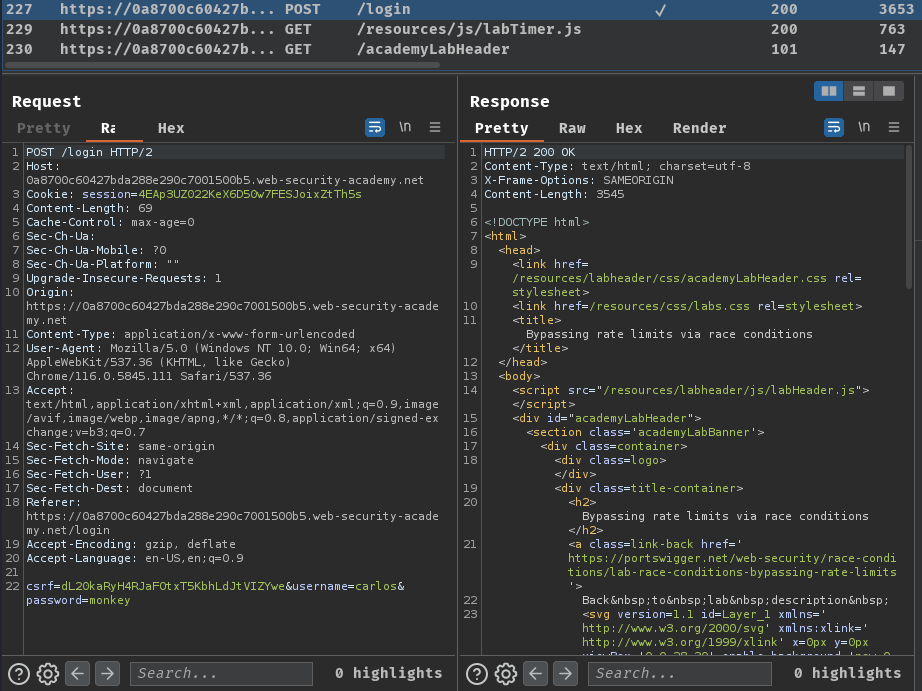 227 https://0a8700c60427b... POST /login ✓ 200 3653
229 https://0a8700c60427b... GET /resources/js/labTimer.js 200 763
230 https://0a8700c60427b... GET /academyLabHeader 101 147
Request
Pretty Ra Hex \n
1 POST /login HTTP/2
2 Host:
0a8700c60427bda288e290c7001500b5.web-security-academy.net
3 Cookie: session=4EAp3UZ022KeX6D50w7FESJoixZtTh5s
4 Content-Length: 69
5 Cache-Control: max-age=0
6 Sec-Ch-Ua:
7 Sec-Ch-Ua-Mobile: ?0
8 Sec-Ch-Ua-Platform: ""
9 Upgrade-Insecure-Requests: 1
10 Origin:
https://0a8700c60427bda288e290c7001500b5.web-security-acade
my.net
11 Content-Type: application/x-www-form-urlencoded
12 User-Agent: Mozilla/5.0 (Windows NT 10.0; Win64; x64)
AppleWebKit/537.36 (KHTML, like Gecko)
Chrome/116.0.5845.111 Safari/537.36
13 Accept:
text/html,application/xhtml+xml,application/xml;q=0.9,image
/avif,image/webp,image/apng,*/*;q=0.8,application/signed-ex
change;v=b3;q=0.7
14 Sec-Fetch-Site: same-origin
15 Sec-Fetch-Mode: navigate
16 Sec-Fetch-User: ?1
17 Sec-Fetch-Dest: document
18 Referer:
https://0a8700c60427bda288e290c7001500b5.web-security-acade
my.net/login
19 Accept-Encoding: gzip, deflate
20 Accept-Language: en-US,en;q=0.9
21
22 csrf=dL20kaRyH4RJaFOtxT5KbhLdJtVIZYwe&username=carlos&
password=monkey
Search...
0 highlights
Response
Pretty Raw Hex Render \n
1 HTTP/2 200 OK
2 Content-Type: text/html; charset=utf-8
3 X-Frame-Options: SAMEORIGIN
4 Content-Length: 3545
5
6 <!DOCTYPE html>
7 <html>
8 <head>
9 <link href=
/resources/labheader/css/academyLabHeader.css rel=
stylesheet>
10 <link href=/resources/css/labs.css rel=stylesheet>
11 <title>
Bypassing rate limits via race conditions
</title>
12 </head>
13 <body>
14 <script src="/resources/labheader/js/labHeader.js">
</script>
15 <div id="academyLabHeader">
16 <section class='academyLabBanner'>
17 <div class=container>
18 <div class=logo>
</div>
19 <div class=title-container>
20 <h2>
Bypassing rate limits via race conditions
</h2>
21 <a class=link-back href='
https://portswigger.net/web-security/race-condi
tions/lab-race-conditions-bypassing-rate-limits
'>
22 Back&nbsp;to&nbsp;lab&nbsp;description&nbsp;
23 <svg version=1.1 id=Layer_1 xmlns='
http://www.w3.org/2000/svg' xmlns:xlink='
http://www.w3.org/1999/xlink' x=0px y=0px
Search...
0 highlights